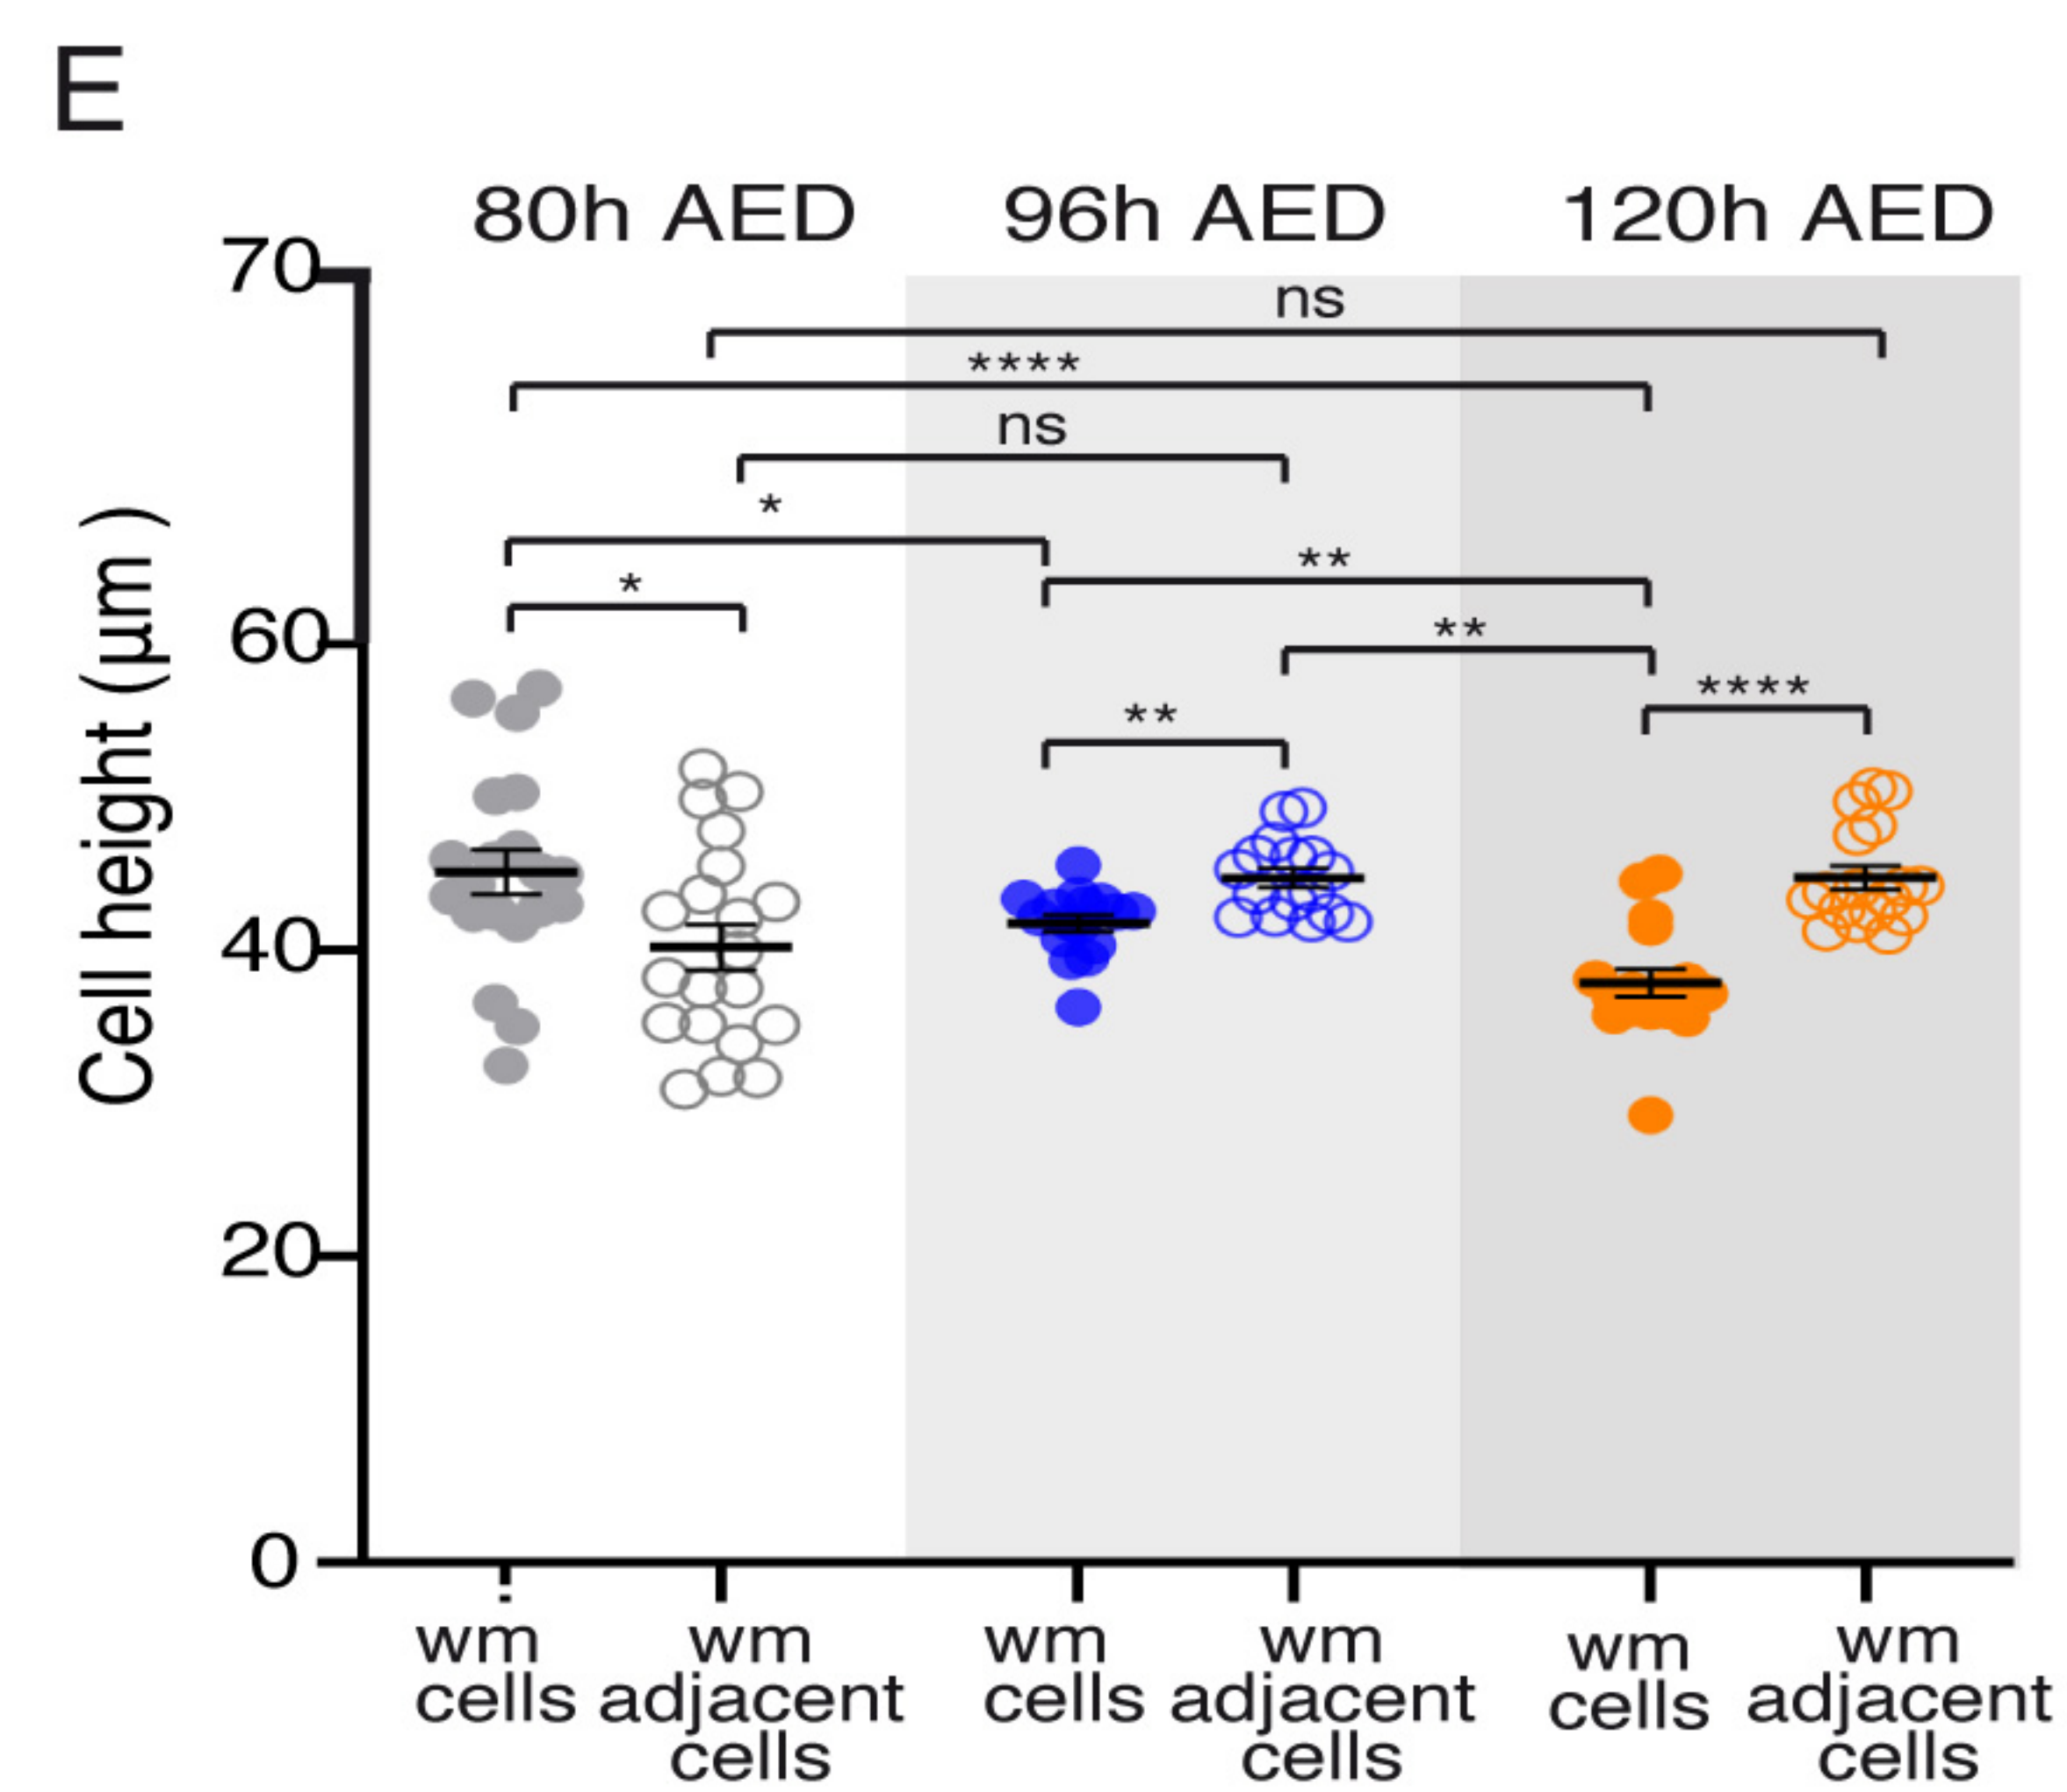 E
80h AED 96h AED 120h AED
70
ns
****
ns
*
**
*
60
**
****
**
Cell height (µm )
40
20
0
wm wm wm wm wm wm
cells adjacent cells adjacent cells adjacent
cells cells cells